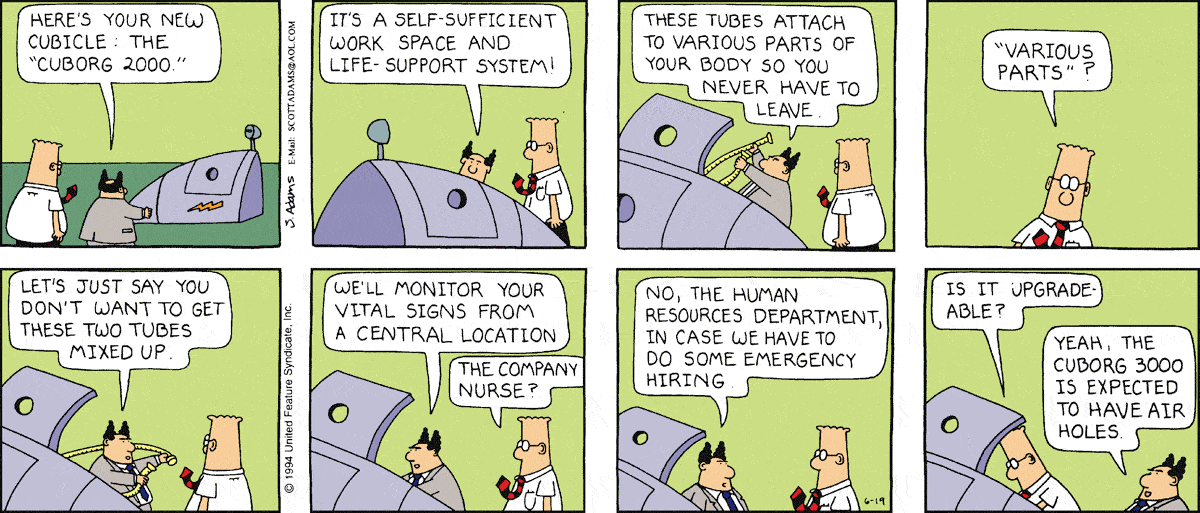 HERE'S YOUR NEW
CUBICLE: THE
"CUBORG 2000."
S. Adams E-Mail: SCOTTADAMS@AOL.COM
IT'S A SELF-SUFFICIENT
WORK SPACE AND
LIFE-SUPPORT SYSTEM!
THESE TUBES ATTACH
TO VARIOUS PARTS OF
YOUR BODY SO YOU
NEVER HAVE TO
LEAVE.
"VARIOUS
PARTS"?
LET'S JUST SAY YOU
DON'T WANT TO GET
THESE TWO TUBES
MIXED UP.
© 1994 United Feature Syndicate, Inc.
WE'LL MONITOR YOUR
VITAL SIGNS FROM
A CENTRAL LOCATION
THE COMPANY
NURSE?
NO, THE HUMAN
RESOURCES DEPARTMENT,
IN CASE WE HAVE TO
DO SOME EMERGENCY
HIRING.
6-19
IS IT UPGRADE-
ABLE?
YEAH, THE
CUBORG 3000
IS EXPECTED
TO HAVE AIR
HOLES.